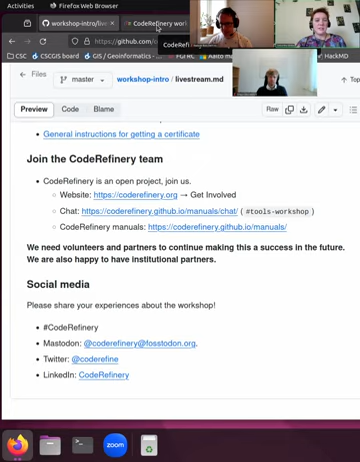 Activities
Firefox Web Browser
workshop-intro/live
CodeRefinery wor
https://github.com/c
CodeRefi
CSC
CSCGIS
GIS / Geoinfo
HackMD
Files
master
workshop-intro / livestream.md
Top
Preview
Code
Blame
Raw
General instructions for getting a certificate
Join the CodeRefinery team
CodeRefinery is an open project, join us.
Website: https://coderefinery.org → Get Involved
Chat: https://coderefinery.github.io/manuals/chat/ ( #tools-workshop )
CodeRefinery manuals: https://coderefinery.github.io/manuals/
We need volunteers and partners to continue making this a success in the future.
We are also happy to have institutional partners.
Social media
Please share your experiences about the workshop!
#CodeRefinery
Mastodon: @coderefinery@fosstodon.org,
Twitter: @coderefine
LinkedIn: CodeRefinery
zoom